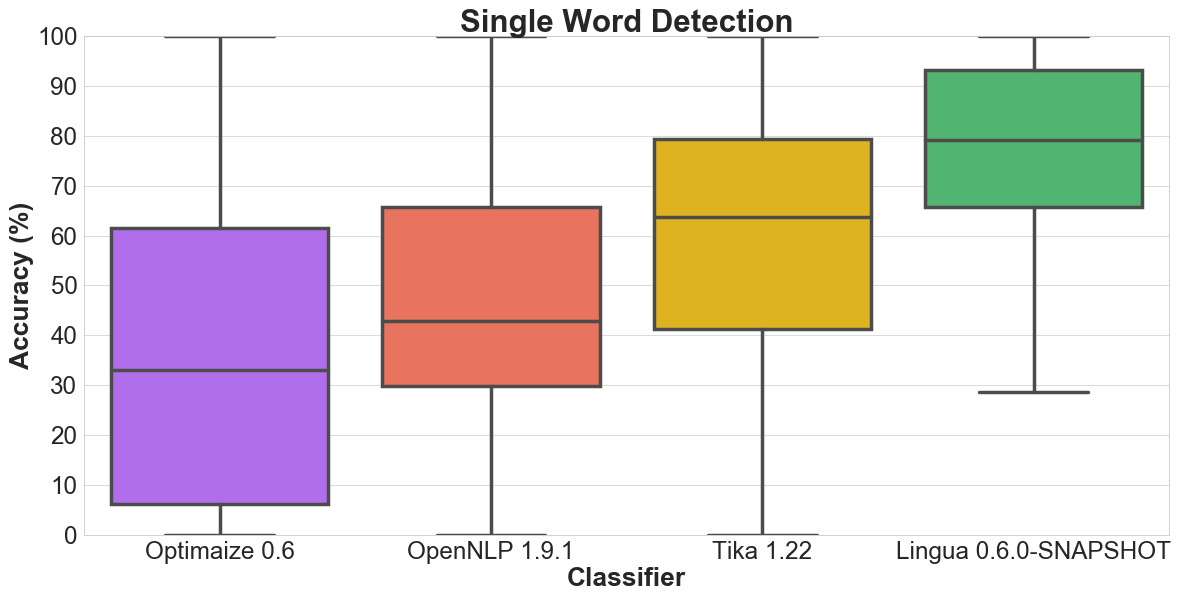 Single Word Detection
100
90
80
70
60
50
40
30
20
10
0
Accuracy (%)
Optimaize 0.6
OpenNLP 1.9.1
Tika 1.22
Lingua 0.6.0-SNAPSHOT
Classifier